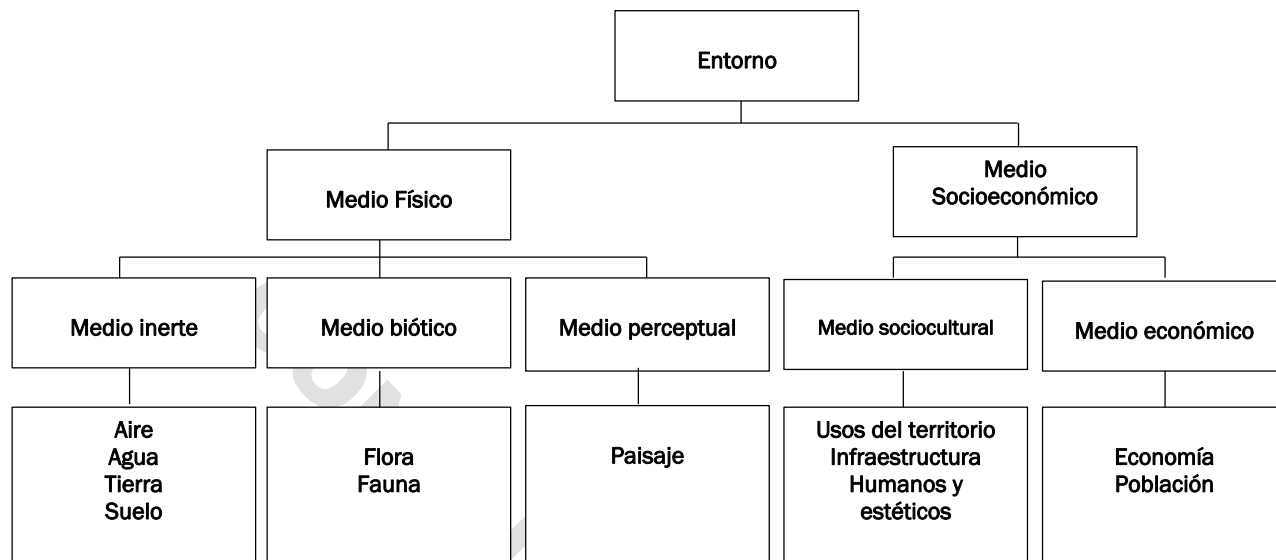 Entorno
Medio Físico
Medio
Socioeconómico
Medio inerte
Medio biótico
Medio perceptual
Medio sociocultural
Medio económico
Aire
Agua
Tierra
Suelo
Flora
Fauna
Paisaje
Usos del territorio
Infraestructura
Humanos y
estéticos
Economía
Población